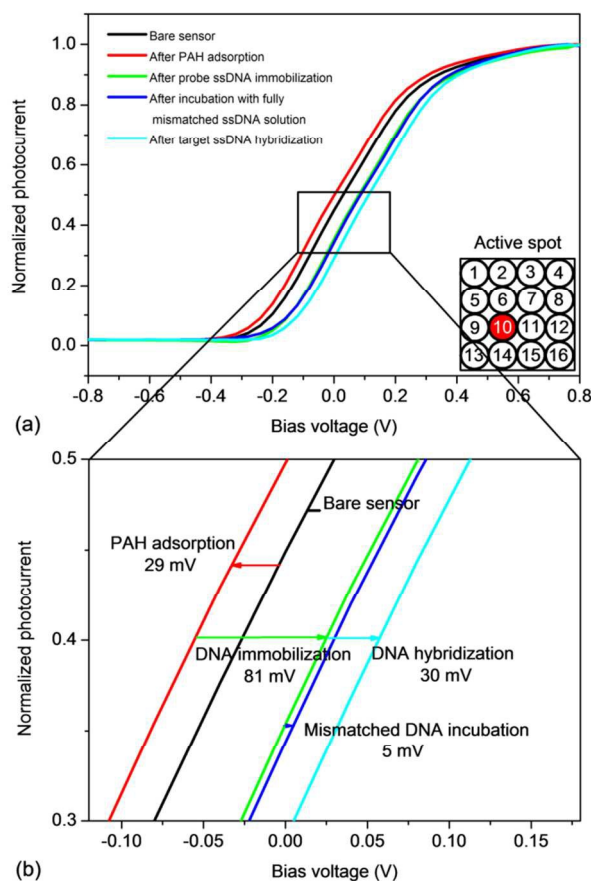 1.0
0.8
0.6
0.4
0.2
0.0
Normalized photocurrent
Bare sensor
After PAH adsorption
After probe ssDNA immobilization
After incubation with fully
mismatched ssDNA solution
After target ssDNA hybridization
Active spot
1 2 3 4
5 6 7 8
9 10 11 12
13 14 15 16
-0.8 -0.6 -0.4 -0.2 0.0 0.2 0.4 0.6 0.8
(a) Bias voltage (V)
0.5
0.4
0.3
Normalized photocurrent
Bare sensor
PAH adsorption
29 mV
DNA immobilization
81 mV
DNA hybridization
30 mV
Mismatched DNA incubation
5 mV
-0.10 -0.05 0.00 0.05 0.10 0.15
(b) Bias voltage (V)